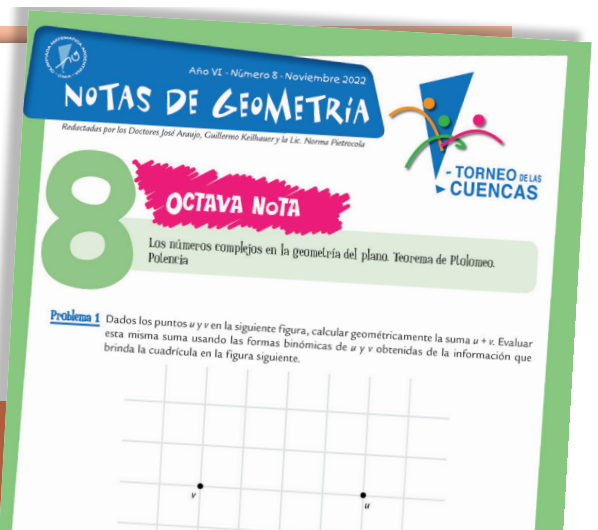 Año VI - Número 8 - Noviembre 2022
NOTAS DE GEOMETRÍA
Redactadas por los Doctores José Araujo, Guillermo Keilhauer y la Lic. Norma Pietrocola
- TORNEO DE LAS
CUENCAS
8
OCTAVA NOTA
Los números complejos en la geometría del plano. Teorema de Ptolomeo.
Potencia
Problema 1 Dados los puntos u y v en la siguiente figura, calcular geométricamente la suma u + v. Evaluar
esta misma suma usando las formas binómicas de u y v obtenidas de la información que
brinda la cuadrícula en la figura siguiente.
v
u